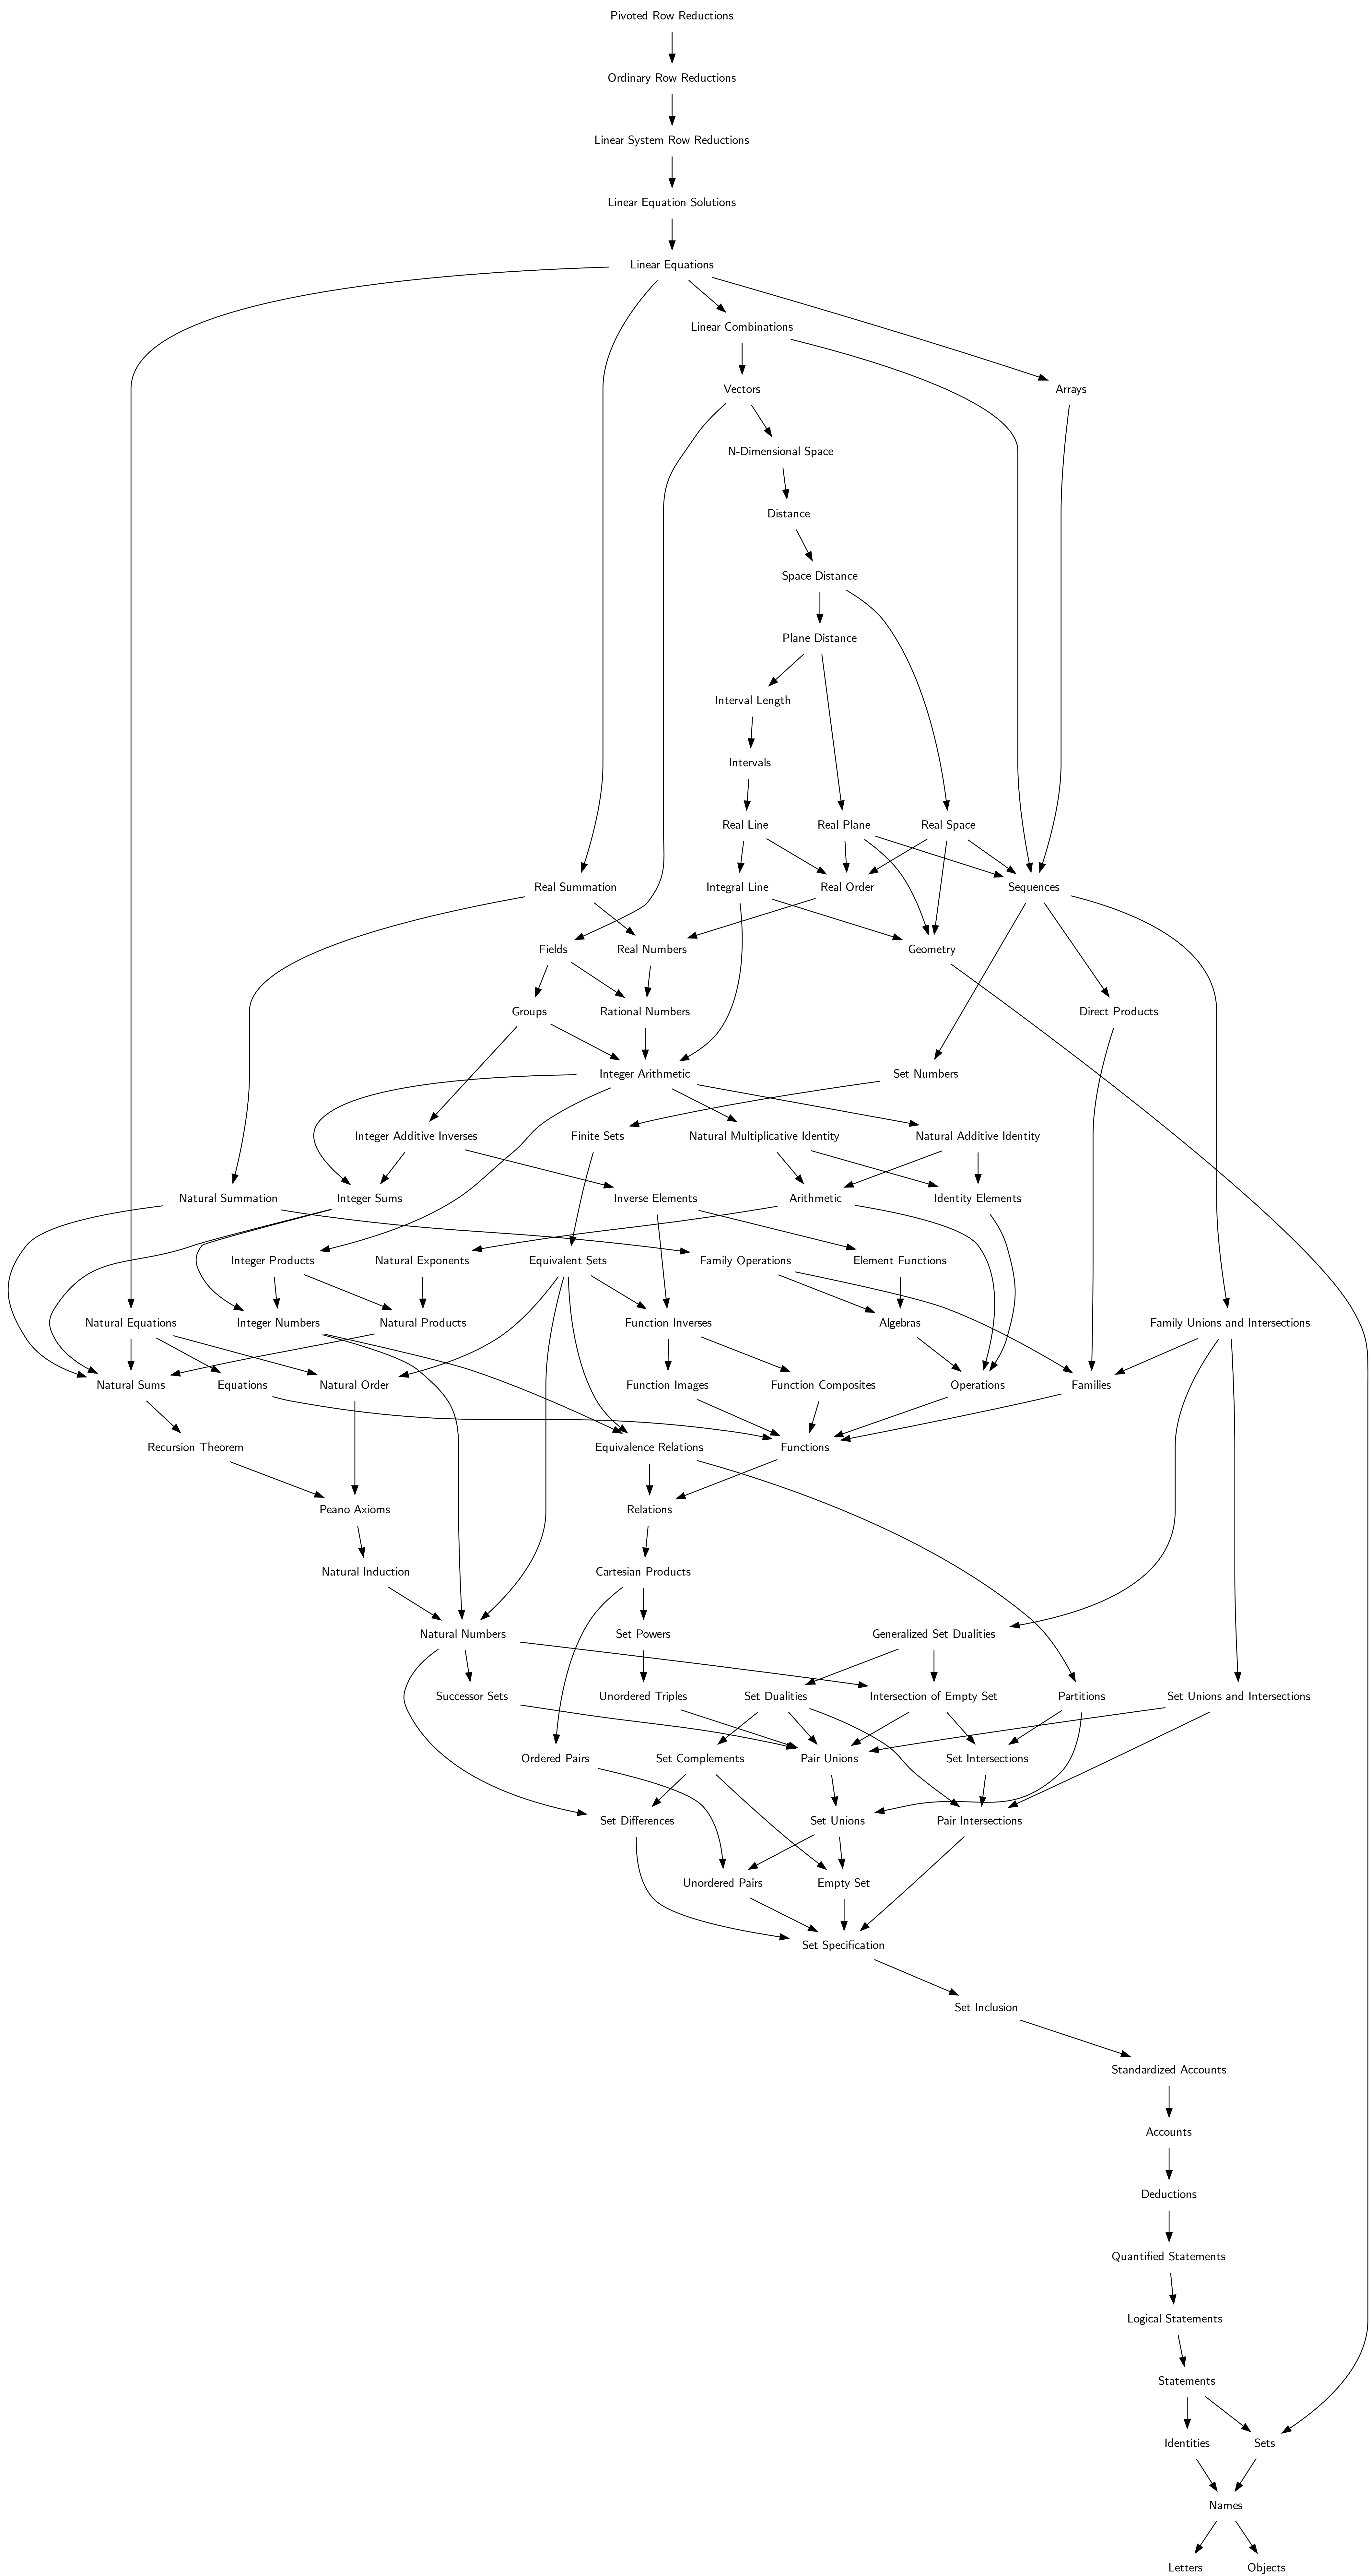 Pivoted Row Reductions
Ordinary Row Reductions
Linear System Row Reductions
Linear Equation Solutions
Linear Equations
Linear Combinations
Vectors
Arrays
N-Dimensional Space
Distance
Space Distance
Plane Distance
Interval Length
Intervals
Real Line
Real Plane
Real Space
Real Summation
Integral Line
Real Order
Sequences
Fields
Real Numbers
Geometry
Groups
Rational Numbers
Direct Products
Integer Arithmetic
Set Numbers
Integer Additive Inverses
Finite Sets
Natural Multiplicative Identity
Natural Additive Identity
Natural Summation
Integer Sums
Inverse Elements
Arithmetic
Identity Elements
Integer Products
Natural Exponents
Equivalent Sets
Family Operations
Element Functions
Natural Equations
Integer Numbers
Natural Products
Function Inverses
Algebras
Family Unions and Intersections
Natural Sums
Equations
Natural Order
Function Images
Function Composites
Operations
Families
Recursion Theorem
Equivalence Relations
Functions
Peano Axioms
Relations
Natural Induction
Cartesian Products
Natural Numbers
Set Powers
Generalized Set Dualities
Successor Sets
Unordered Triples
Set Dualities
Intersection of Empty Set
Partitions
Set Unions and Intersections
Ordered Pairs
Set Complements
Pair Unions
Set Intersections
Set Differences
Set Unions
Pair Intersections
Unordered Pairs
Empty Set
Set Specification
Set Inclusion
Standardized Accounts
Accounts
Deductions
Quantified Statements
Logical Statements
Statements
Identities
Sets
Names
Letters
Objects